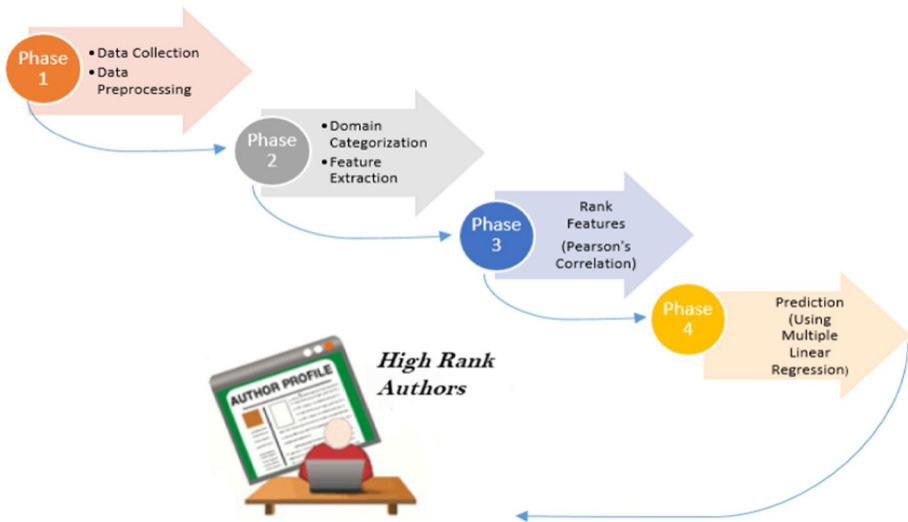 Phase
1
• Data Collection
• Data
Preprocessing
Phase
2
• Domain
Categorization
• Feature
Extraction
Phase
3
Rank
Features
(Pearson's
Correlation)
Phase
4
Prediction
(Using
Multiple
Linear
Regression)
High Rank
Authors
AUTHOR PROFILE